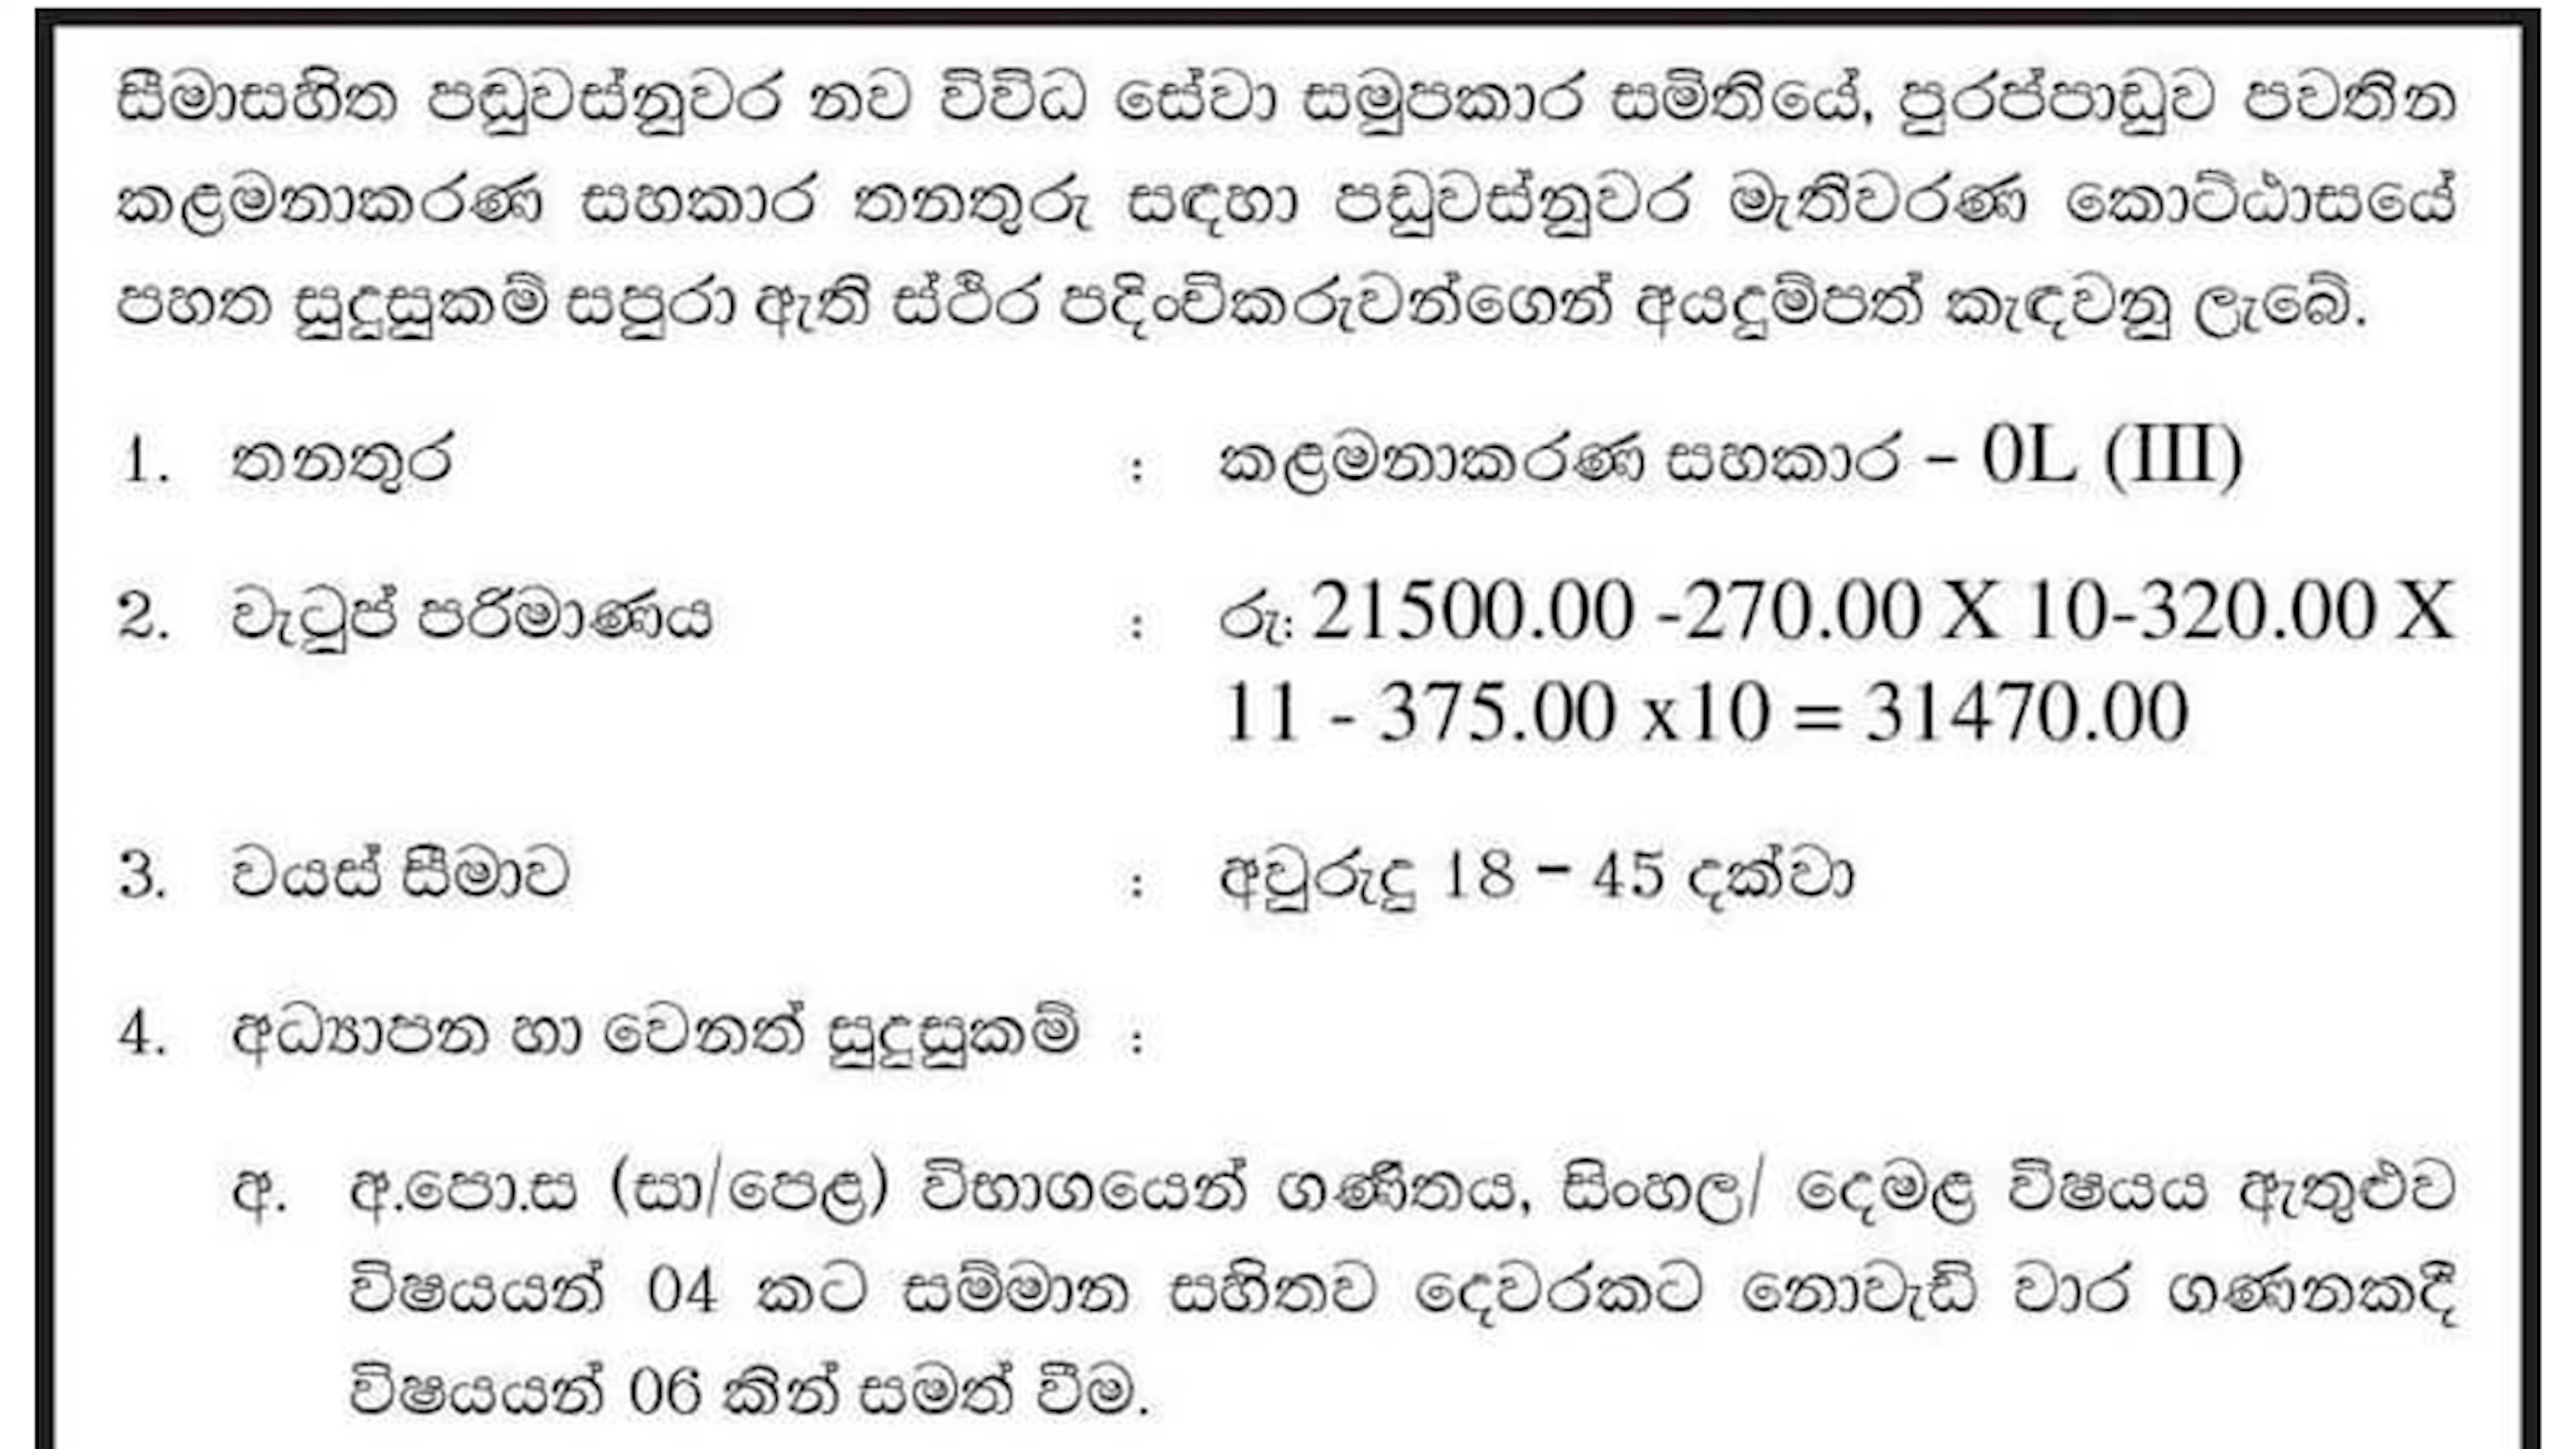 සීමාසහිත පඬුවස්නුවර නව විවිධ සේවා සමුපකාර සමිතියේ, පුරප්පාඩුව පවතින
කළමනාකරණ සහකාර තනතුරු සඳහා පඬුවස්නුවර මැතිවරණ කොට්ඨාසයේ
පහත සුදුසුකම් සපුරා ඇති ස්ථිර පදිංචිකරුවන්ගෙන් අයදුම්පත් කැඳවනු ලැබේ.
1. තනතුර : කළමනාකරණ සහකාර – 0L (III)
2. වැටුප් පරිමාණය : රු: 21500.00 -270.00 X 10-320.00 X
11 - 375.00 x10 = 31470.00
3. වයස් සීමාව : අවුරුදු 18 – 45 දක්වා
4. අධ්‍යාපන හා වෙනත් සුදුසුකම් :
අ. අ.පො.ස (සා/පෙළ) විභාගයෙන් ගණිතය, සිංහල/ දෙමළ විෂයය ඇතුළුව
විෂයයන් 04 කට සම්මාන සහිතව දෙවරකට නොවැඩි වාර ගණනකදී
විෂයයන් 06 කින් සමත් වීම.